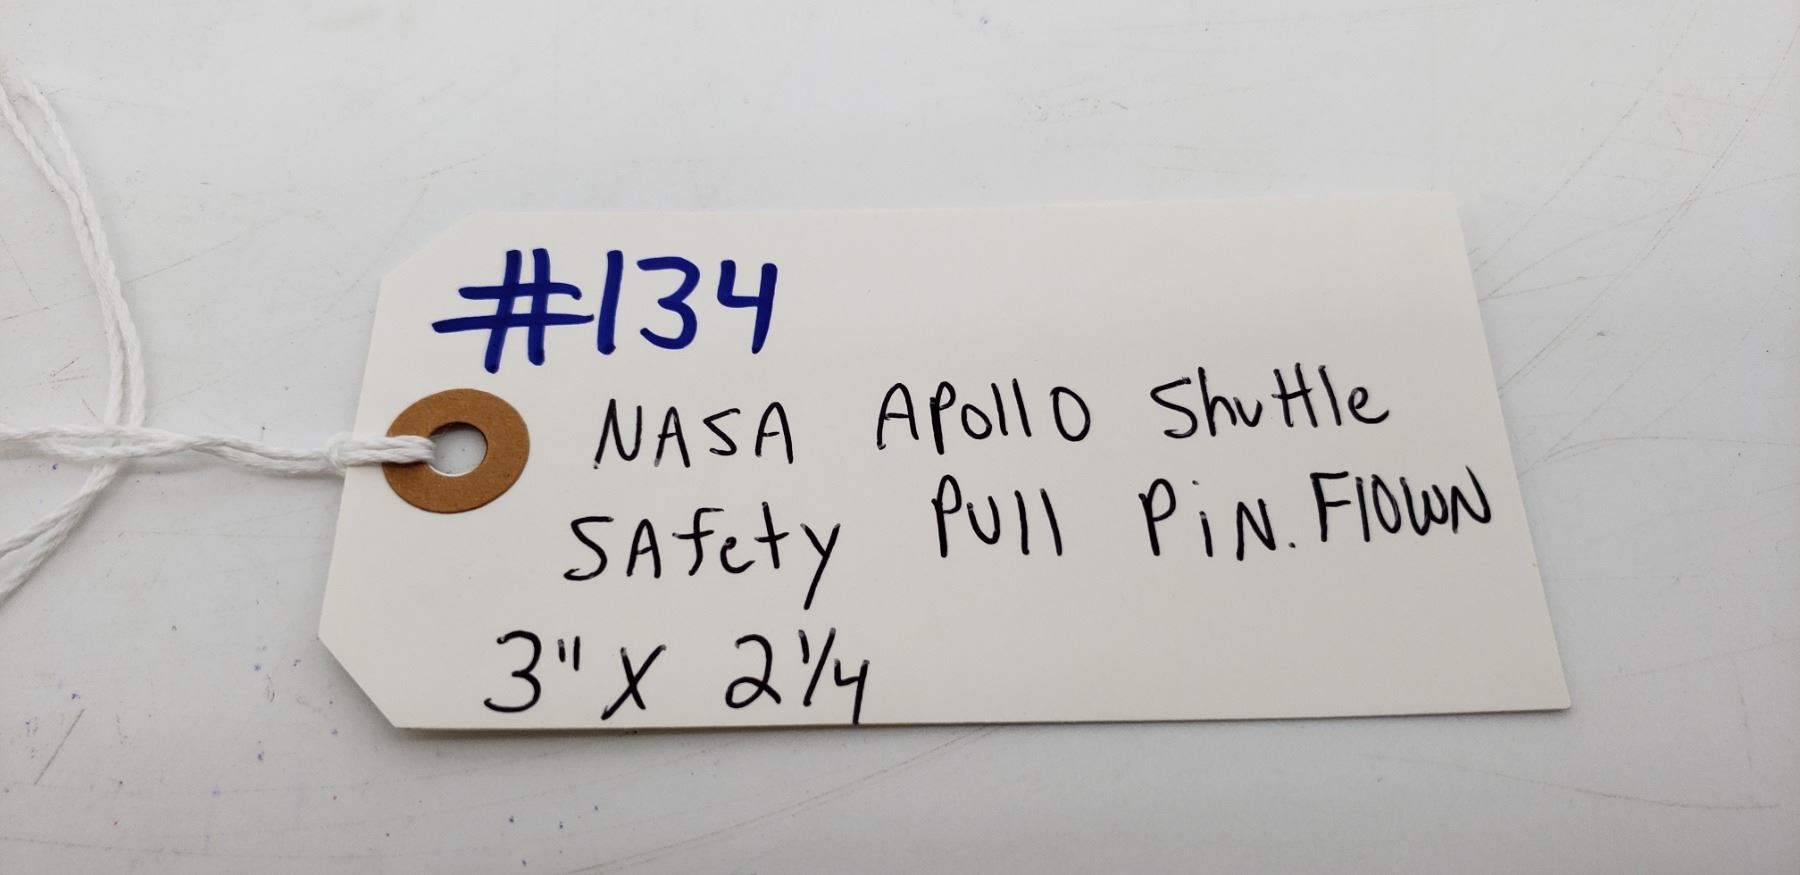 #134
NASA Apollo Shuttle
SAfety Pull PiN. FlOWN
3" X 2 1/4